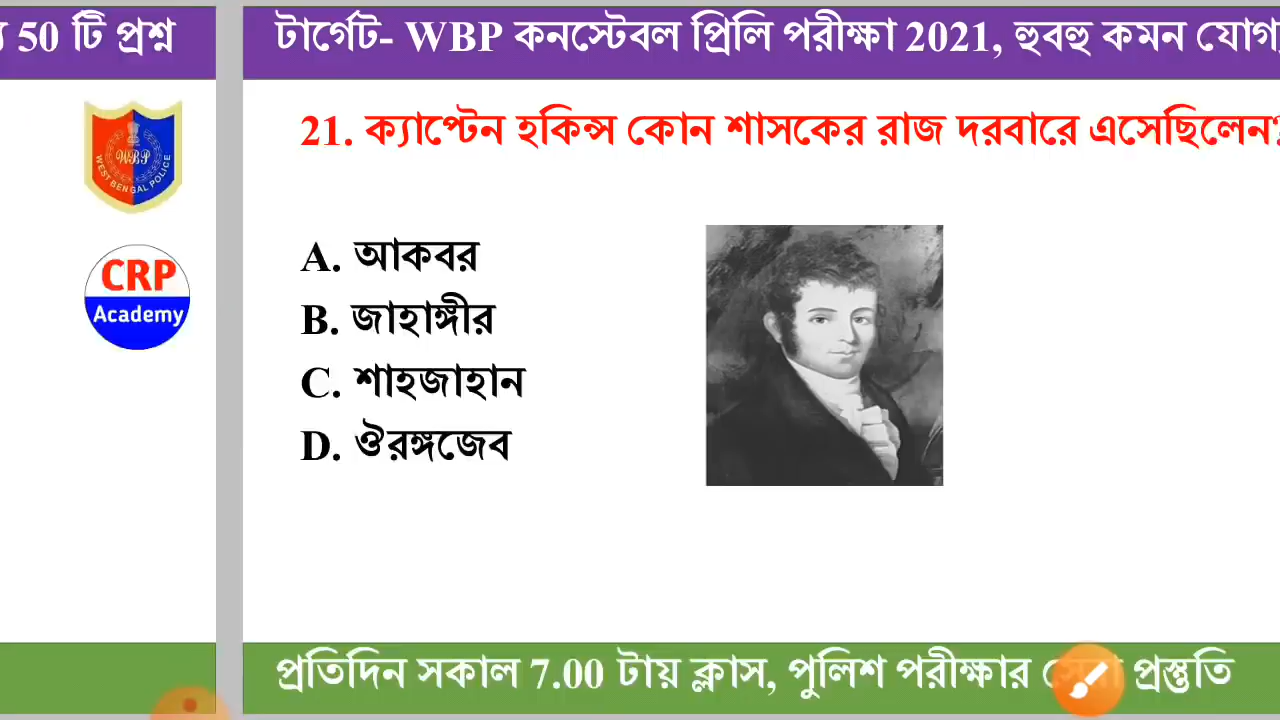 50 টি প্রশ্ন
টার্গেট- WBP কনস্টেবল প্রিলি পরীক্ষা 2021, হুবহু কমন যোগ্য
WBP
WEST BENGAL POLICE
CRP
Academy
21. ক্যাপ্টেন হকিন্স কোন শাসকের রাজ দরবারে এসেছিলেন?
A. আকবর
B. জাহাঙ্গীর
C. শাহজাহান
D. ঔরঙ্গজেব
প্রতিদিন সকাল 7.00 টায় ক্লাস, পুলিশ পরীক্ষার প্রস্তুতি